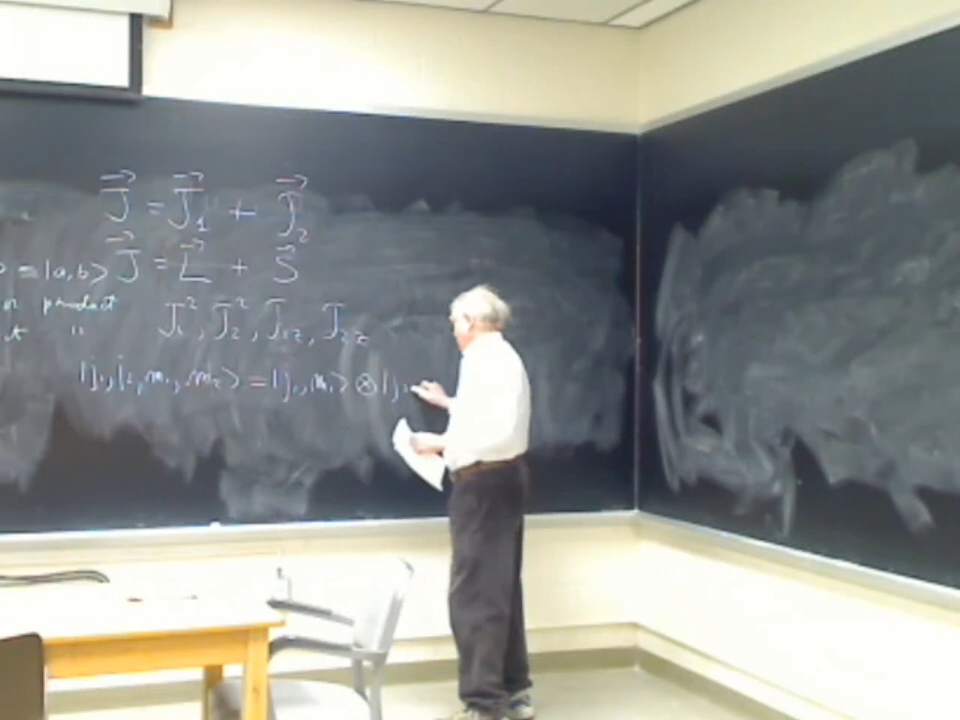 J⃗ = J⃗₁ + J⃗₂
≡ |a,b⟩ J⃗ = L⃗ + S⃗
product
" J₁², J₂², J₁z, J₂z
|j₁, j₂, m₁, m₂⟩ = |j₁, m₁⟩ ⊗ |j₂